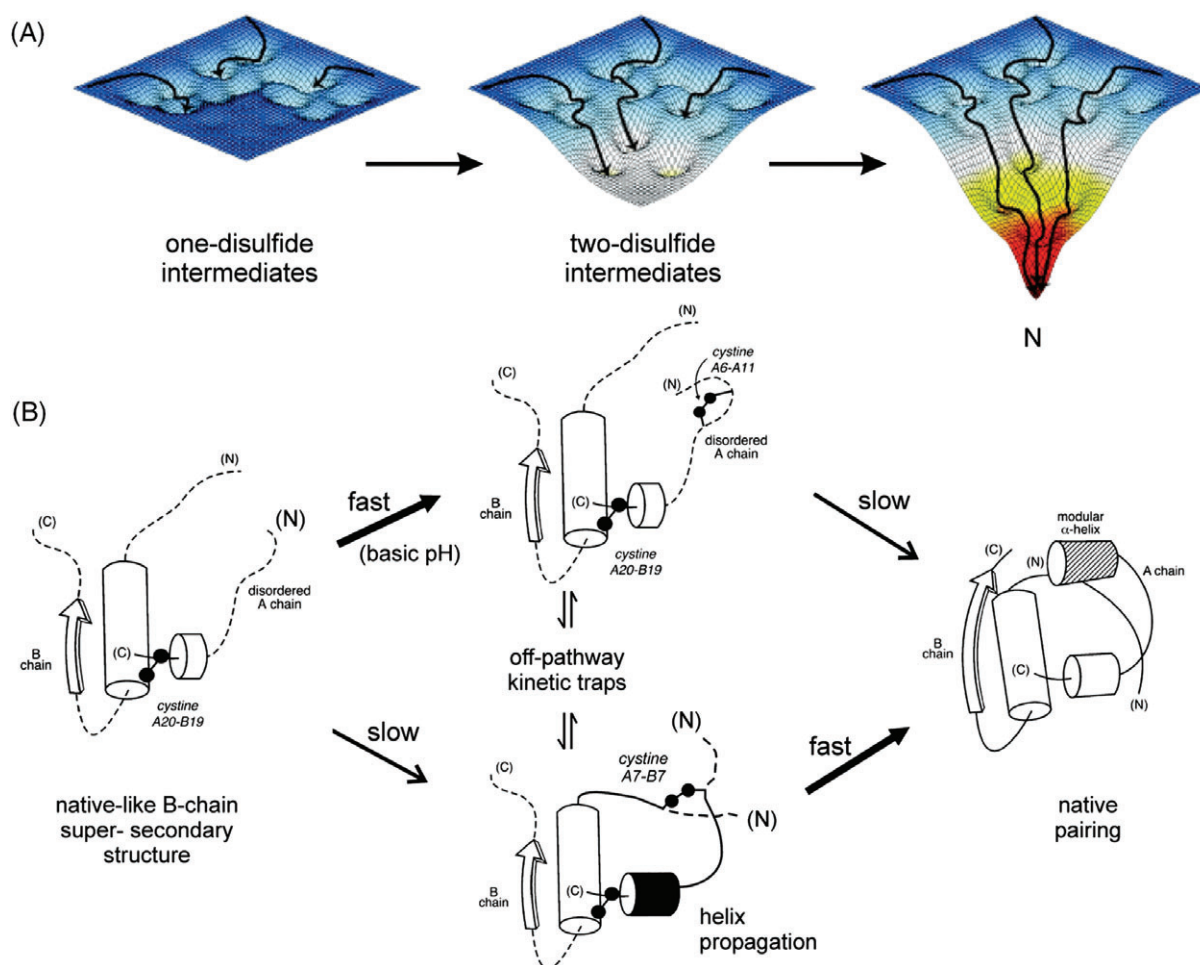 (A)
one-disulfide
intermediates
two-disulfide
intermediates
N
(B)
(C)
(N)
(N)
B
chain
(C)
disordered
A chain
cystine
A20-B19
native-like B-chain
super- secondary
structure
fast
(basic pH)
slow
(N)
(C)
cystine
A6-A11
(N)
disordered
A chain
B
chain
(C)
cystine
A20-B19
off-pathway
kinetic traps
(C)
cystine
A7-B7
(N)
(N)
B
chain
(C)
helix
propagation
slow
fast
modular
α-helix
(C)
(N)
A chain
B
chain
(C)
(N)
native
pairing